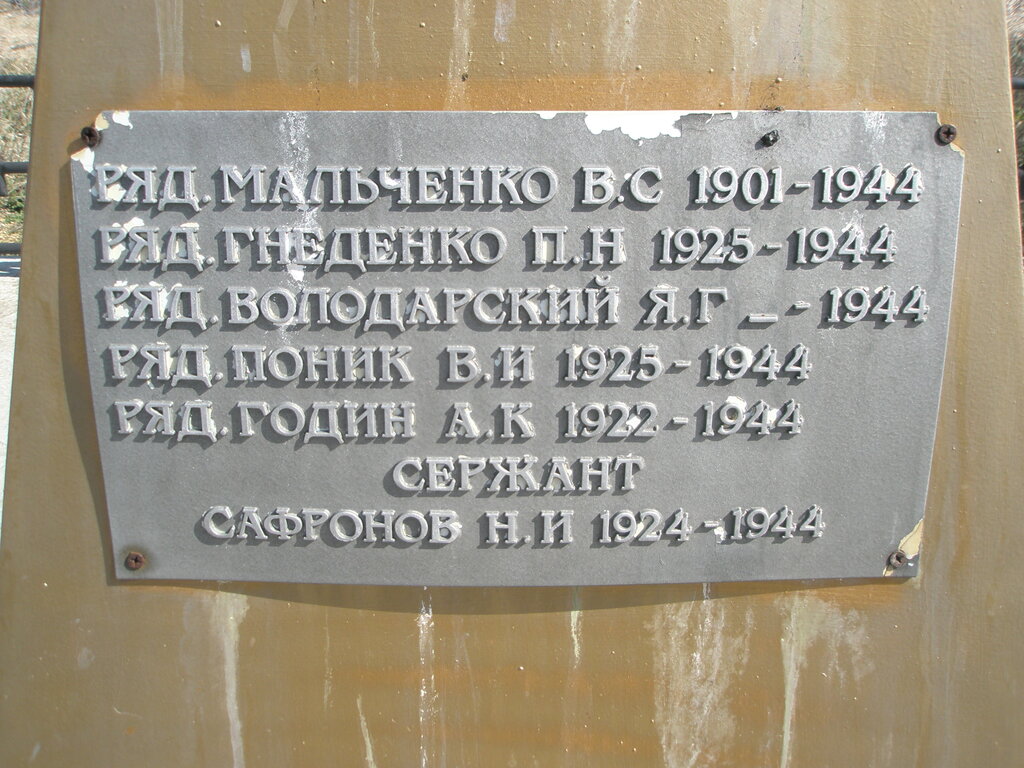 РЯД.МАЛЬЧЕНКО В.С 1901-1944
РЯД.ГНЕДЕНКО П.Н 1925-1944
РЯД.ВОЛОДАРСКИЙ Я.Г _-1944
РЯД.ПОНИК В.И 1925-1944
РЯД.ГОДИН А.К 1922-1944
СЕРЖАНТ
САФРОНОВ Н.И 1924-1944